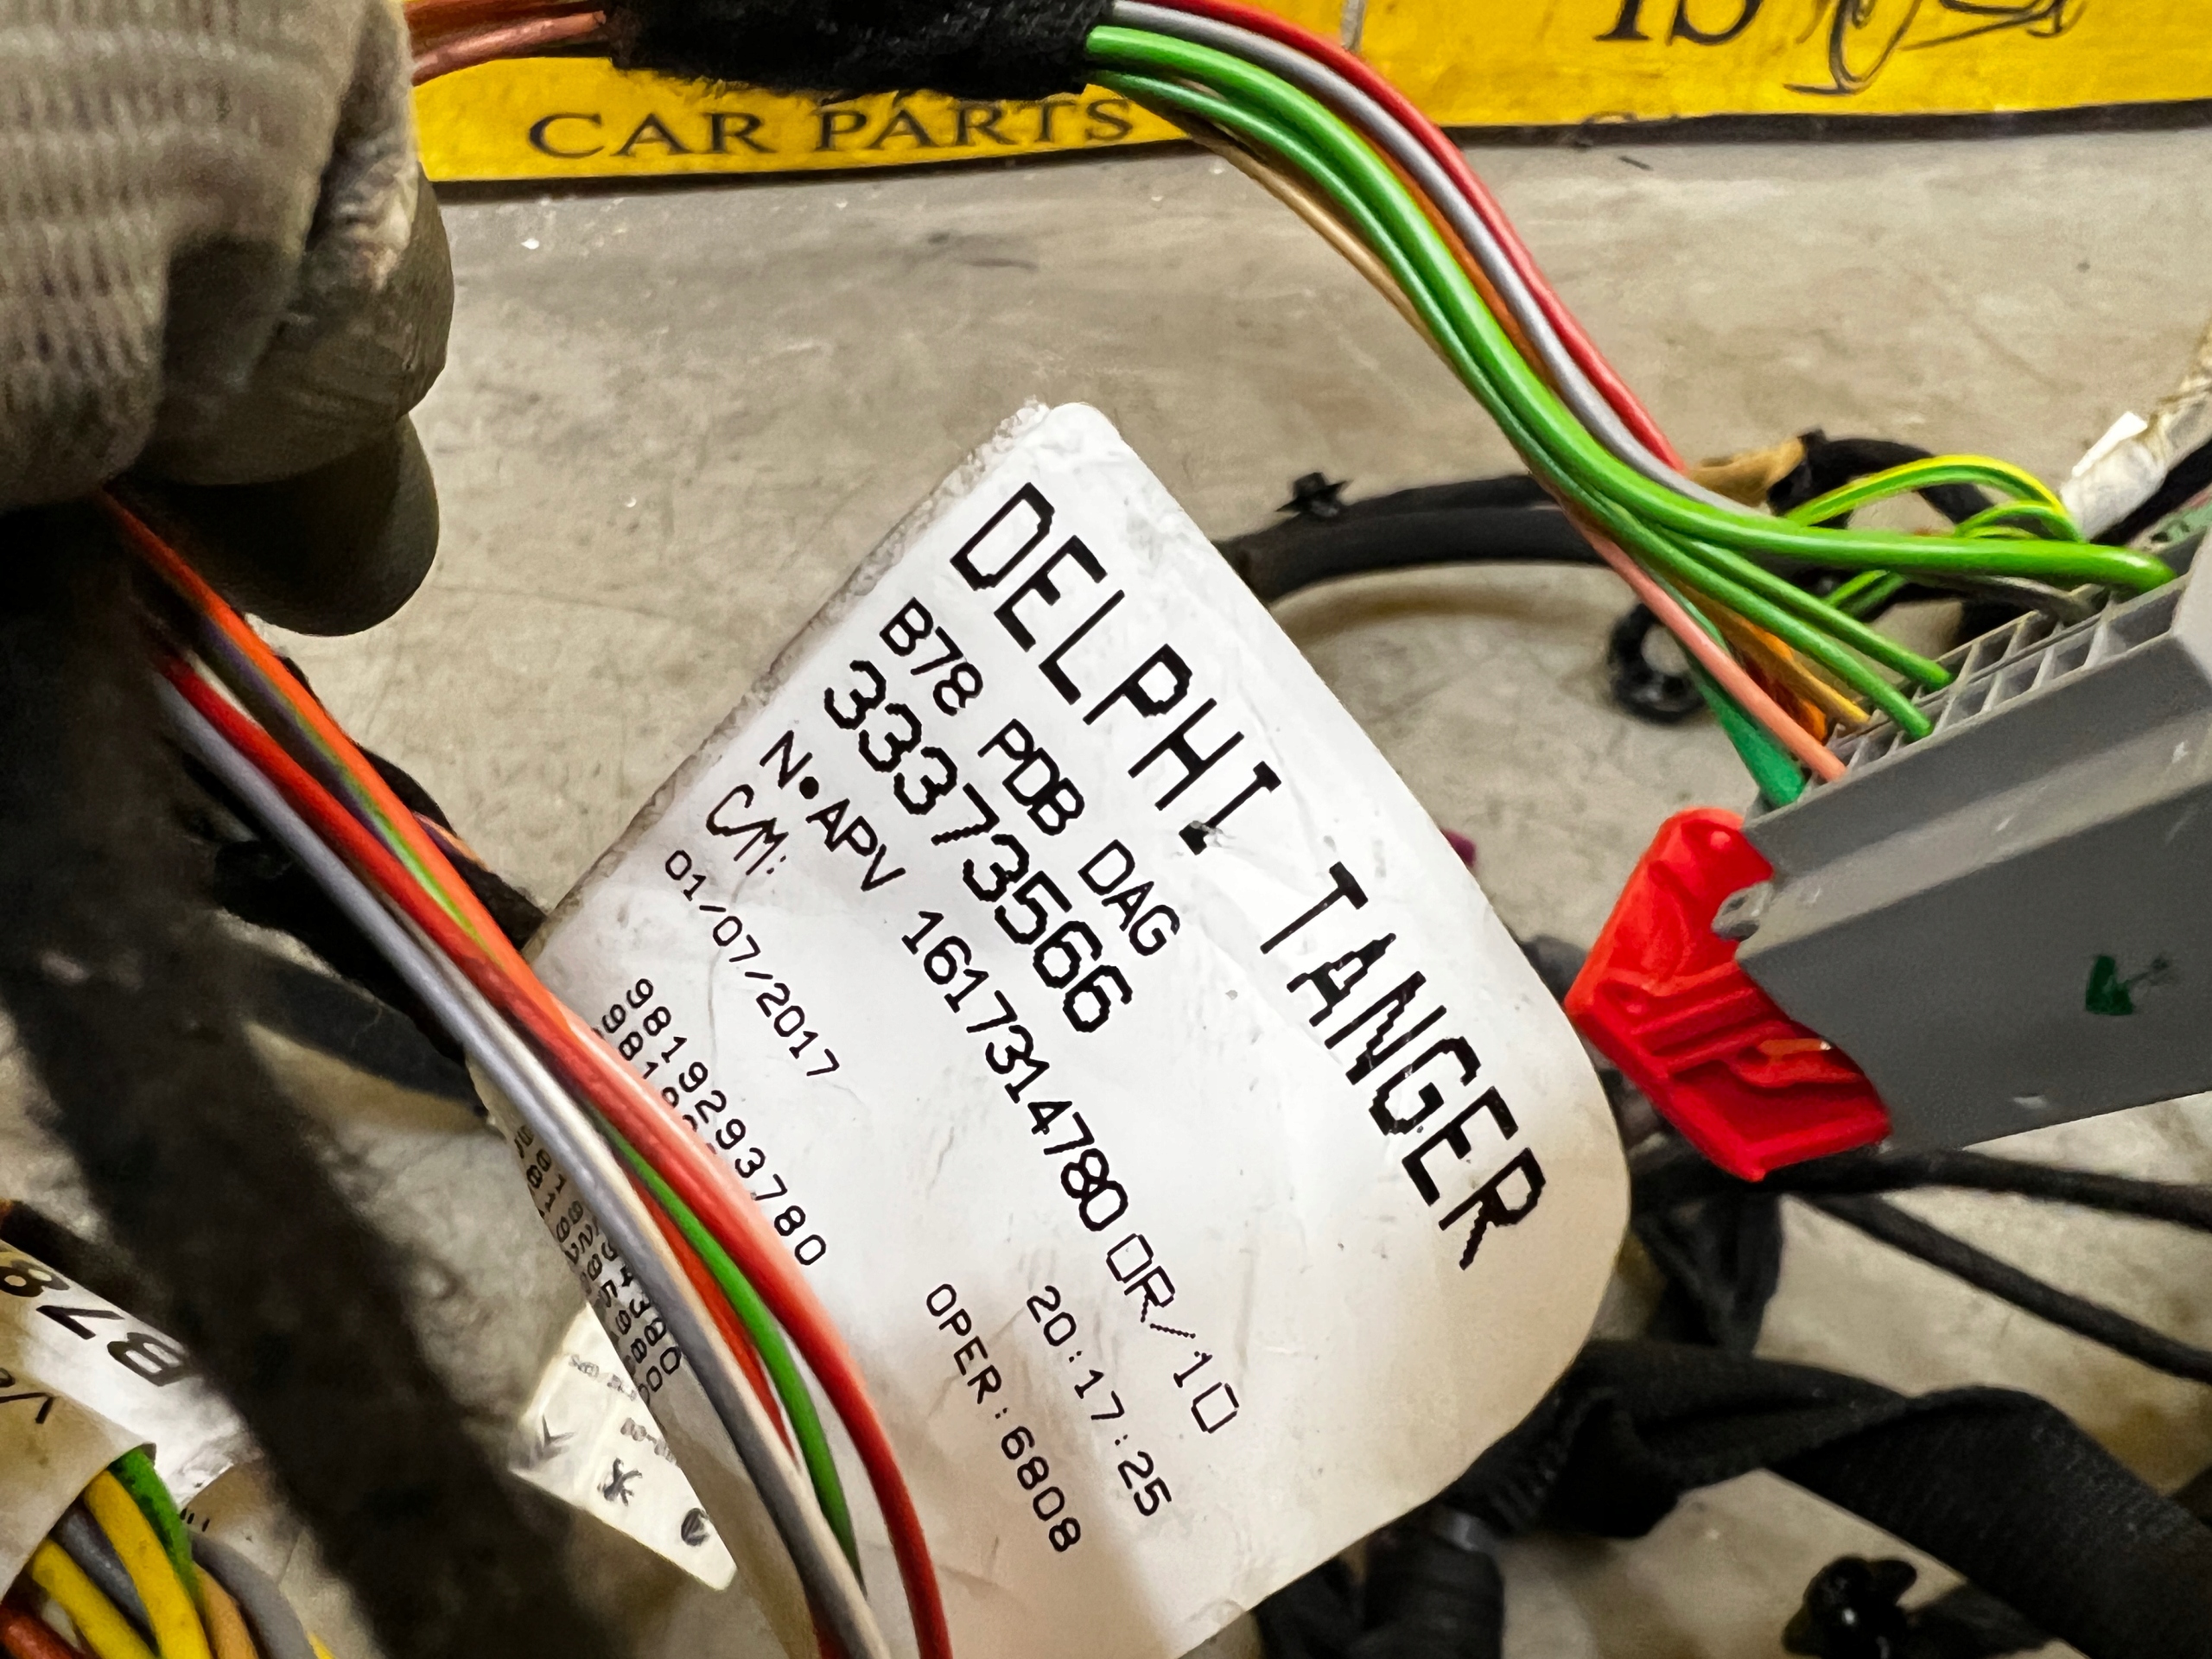 CAR PARTS
DELPHI TANGER
B78 PDB DAG
33373566
N.APV 1617314780 OR/10
CM:
01/07/2017 20:17:25
9819293780 OPER:6808
B78